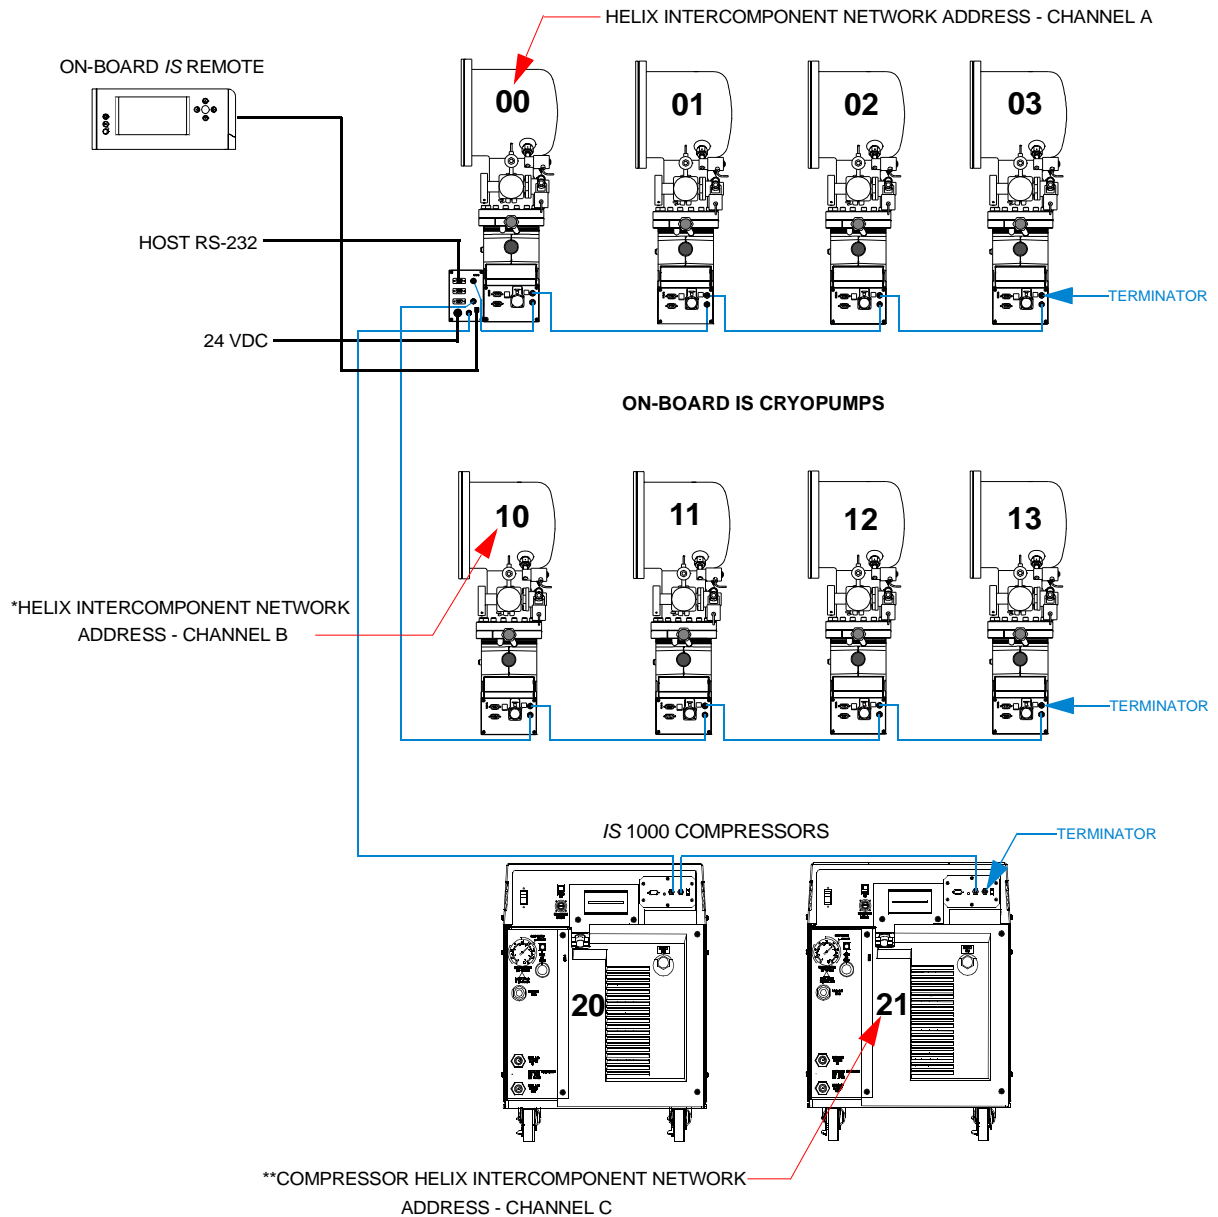 HELIX INTERCOMPONENT NETWORK ADDRESS - CHANNEL A
ON-BOARD IS REMOTE
00
01
02
03
HOST RS-232
TERMINATOR
24 VDC
ON-BOARD IS CRYOPUMPS
10
11
12
13
*HELIX INTERCOMPONENT NETWORK
ADDRESS - CHANNEL B
TERMINATOR
IS 1000 COMPRESSORS
TERMINATOR
20
21
**COMPRESSOR HELIX INTERCOMPONENT NETWORK
ADDRESS - CHANNEL C